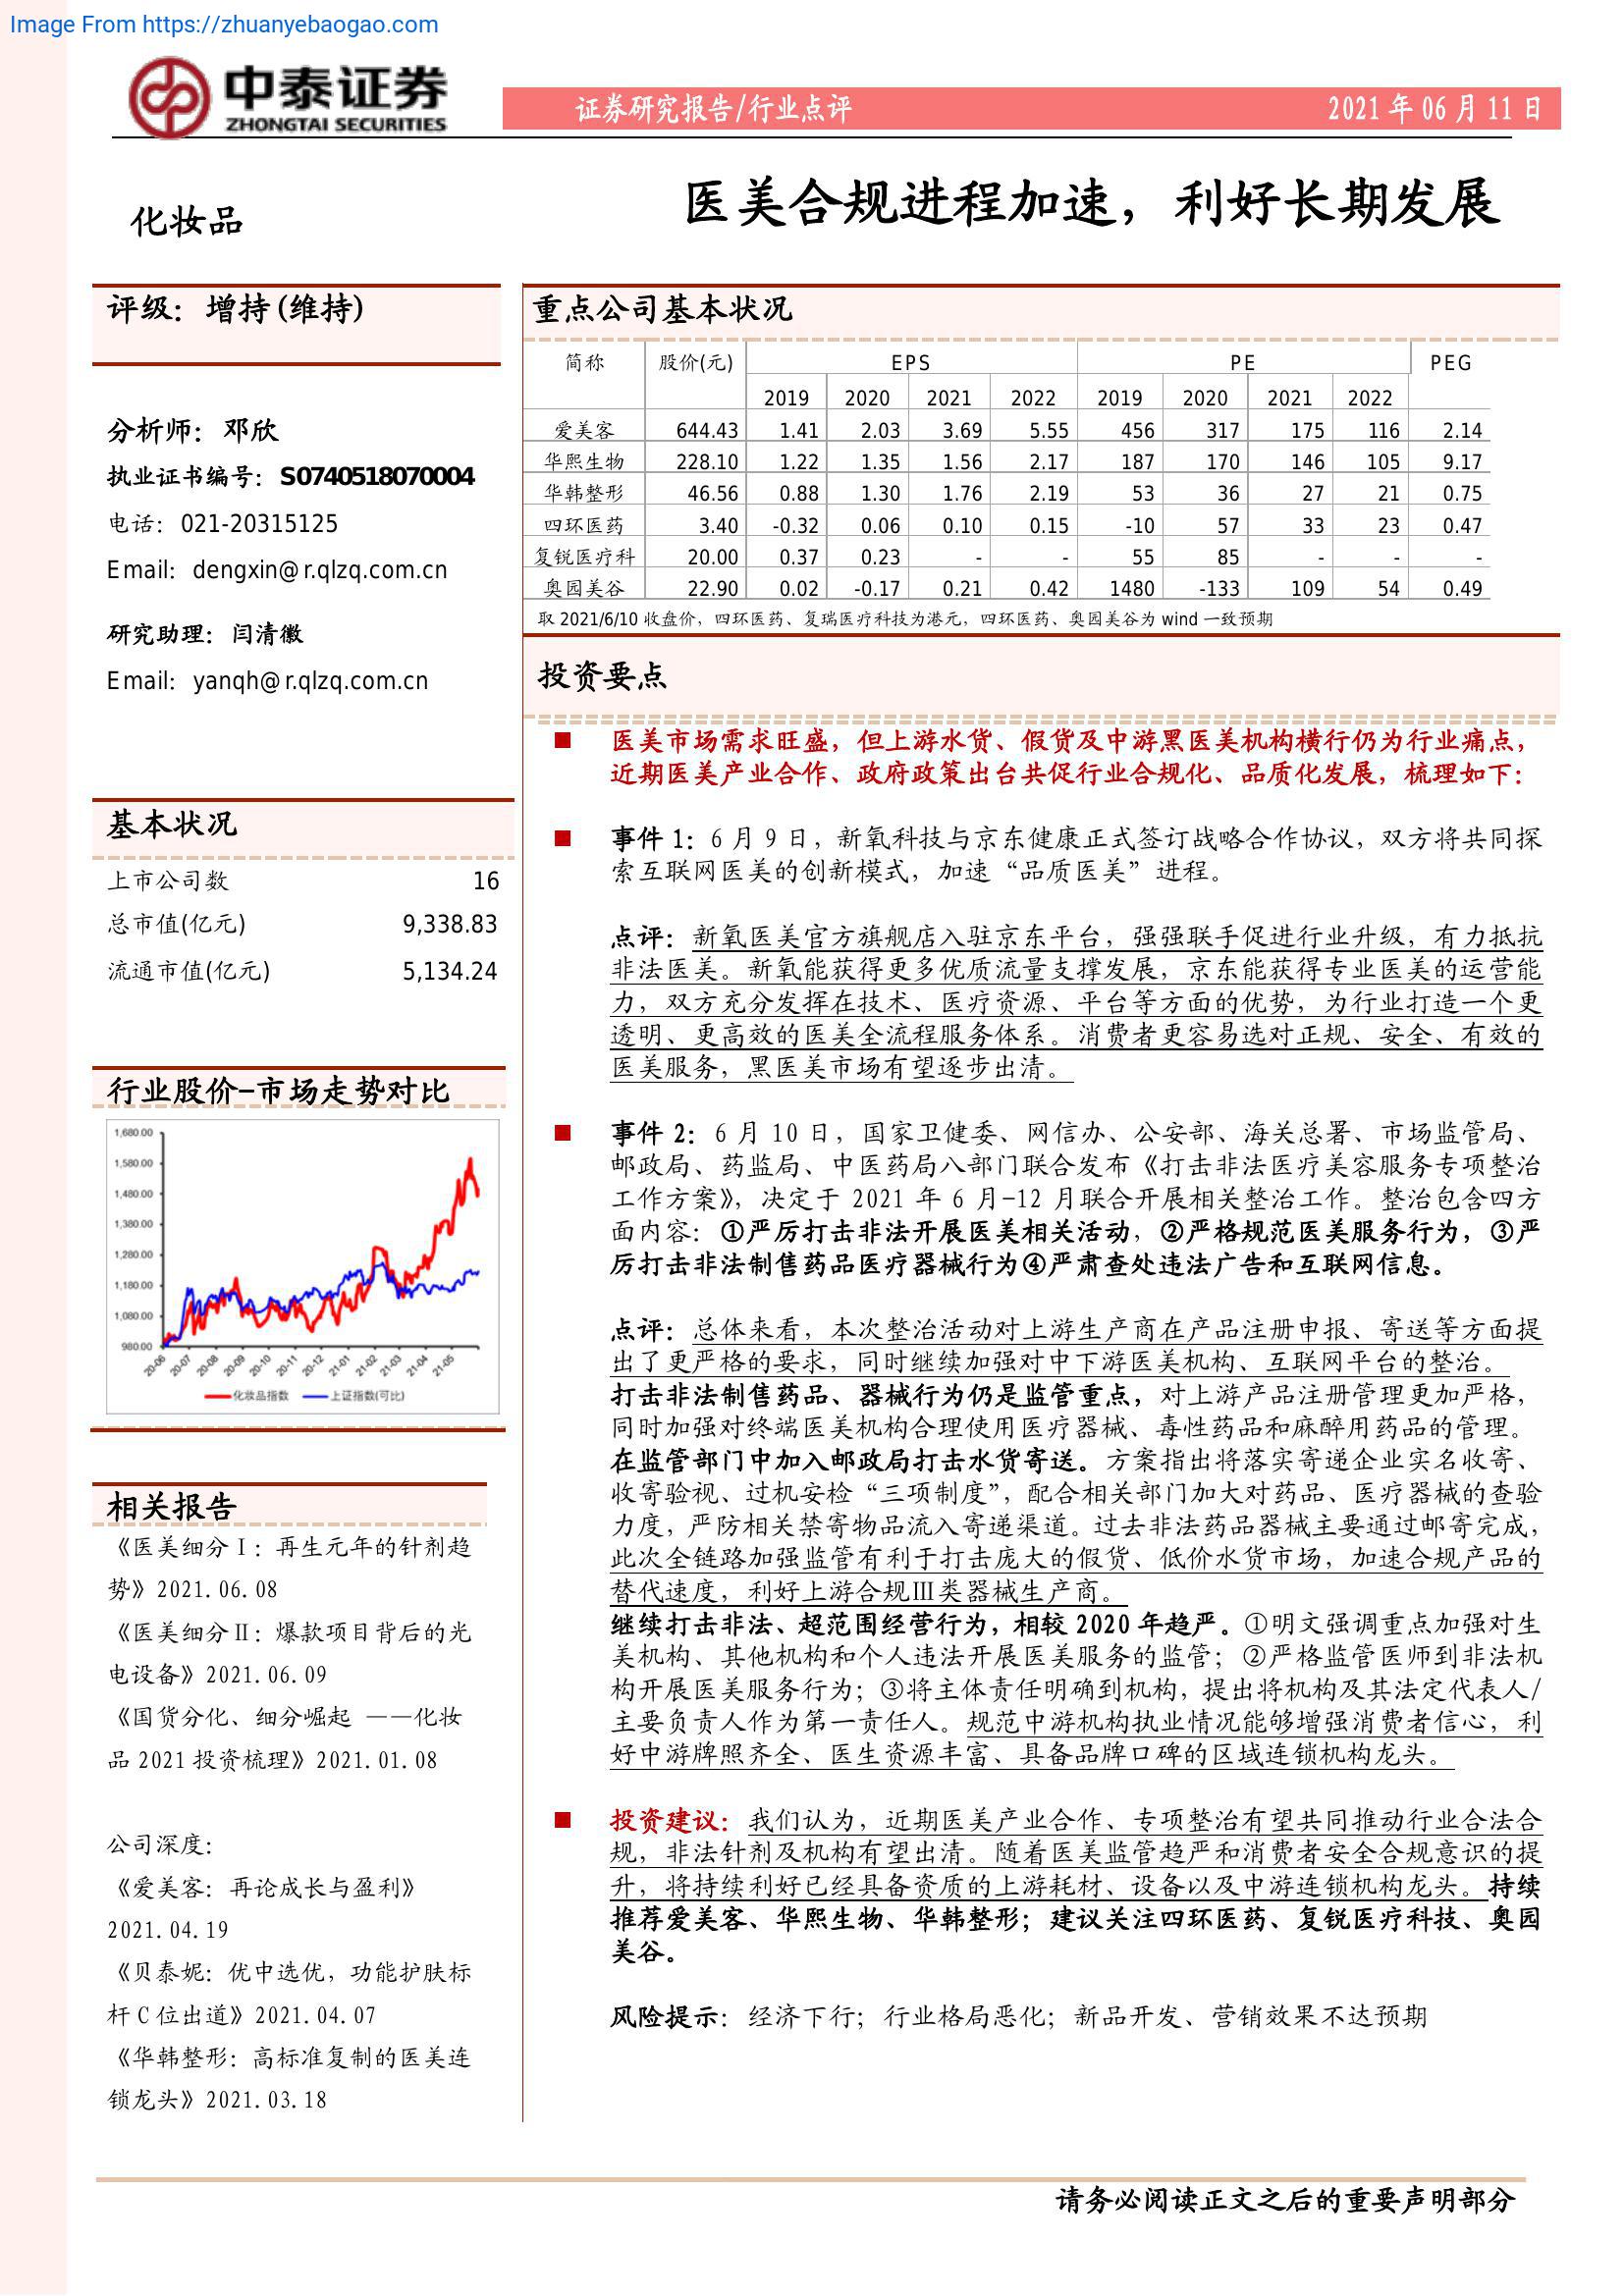 Image From https://zhuanyebaogao.com
中泰证券
ZHONGTAI SECURITIES
证券研究报告/行业点评
2021 年 06 月 11 日
化妆品
医美合规进程加速，利好长期发展
评级：增持(维持)
分析师：邓欣
执业证书编号：S0740518070004
电话：021-20315125
Email：dengxin@r.qlzq.com.cn
研究助理：闫清徽
Email：yanqh@r.qlzq.com.cn
基本状况
上市公司数 16
总市值(亿元) 9,338.83
流通市值(亿元) 5,134.24
行业股价-市场走势对比
1,680.00
1,580.00
1,480.00
1,380.00
1,280.00
1,180.00
1,080.00
980.00
20-06 20-07 20-08 20-09 20-10 20-11 20-12 21-01 21-02 21-03 21-04 21-05
化妆品指数 上证指数(可比)
相关报告
《医美细分Ⅰ：再生元年的针剂趋
势》2021.06.08
《医美细分Ⅱ：爆款项目背后的光
电设备》2021.06.09
《国货分化、细分崛起 ——化妆
品 2021 投资梳理》2021.01.08
公司深度：
《爱美客：再论成长与盈利》
2021.04.19
《贝泰妮：优中选优，功能护肤标
杆 C 位出道》2021.04.07
《华韩整形：高标准复制的医美连
锁龙头》2021.03.18
重点公司基本状况
简称 股价(元) EPS PE PEG
2019 2020 2021 2022 2019 2020 2021 2022
爱美客 644.43 1.41 2.03 3.69 5.55 456 317 175 116 2.14
华熙生物 228.10 1.22 1.35 1.56 2.17 187 170 146 105 9.17
华韩整形 46.56 0.88 1.30 1.76 2.19 53 36 27 21 0.75
四环医药 3.40 -0.32 0.06 0.10 0.15 -10 57 33 23 0.47
复锐医疗科 20.00 0.37 0.23 - - 55 85 - - -
奥园美谷 22.90 0.02 -0.17 0.21 0.42 1480 -133 109 54 0.49
取 2021/6/10 收盘价，四环医药、复瑞医疗科技为港元，四环医药、奥园美谷为 wind 一致预期
投资要点
医美市场需求旺盛，但上游水货、假货及中游黑医美机构横行仍为行业痛点，
近期医美产业合作、政府政策出台共促行业合规化、品质化发展，梳理如下：
事件 1：6 月 9 日，新氧科技与京东健康正式签订战略合作协议，双方将共同探
索互联网医美的创新模式，加速“品质医美”进程。
点评：新氧医美官方旗舰店入驻京东平台，强强联手促进行业升级，有力抵抗
非法医美。新氧能获得更多优质流量支撑发展，京东能获得专业医美的运营能
力，双方充分发挥在技术、医疗资源、平台等方面的优势，为行业打造一个更
透明、更高效的医美全流程服务体系。消费者更容易选对正规、安全、有效的
医美服务，黑医美市场有望逐步出清。
事件 2：6 月 10 日，国家卫健委、网信办、公安部、海关总署、市场监管局、
邮政局、药监局、中医药局八部门联合发布《打击非法医疗美容服务专项整治
工作方案》，决定于 2021 年 6 月-12 月联合开展相关整治工作。整治包含四方
面内容：①严厉打击非法开展医美相关活动，②严格规范医美服务行为，③严
厉打击非法制售药品医疗器械行为④严肃查处违法广告和互联网信息。
点评：总体来看，本次整治活动对上游生产商在产品注册申报、寄送等方面提
出了更严格的要求，同时继续加强对中下游医美机构、互联网平台的整治。
打击非法制售药品、器械行为仍是监管重点，对上游产品注册管理更加严格，
同时加强对终端医美机构合理使用医疗器械、毒性药品和麻醉用药品的管理。
在监管部门中加入邮政局打击水货寄送。方案指出将落实寄递企业实名收寄、
收寄验视、过机安检“三项制度”，配合相关部门加大对药品、医疗器械的查验
力度，严防相关禁寄物品流入寄递渠道。过去非法药品器械主要通过邮寄完成，
此次全链路加强监管有利于打击庞大的假货、低价水货市场，加速合规产品的
替代速度，利好上游合规Ⅲ类器械生产商。
继续打击非法、超范围经营行为，相较 2020 年趋严。①明文强调重点加强对生
美机构、其他机构和个人违法开展医美服务的监管；②严格监管医师到非法机
构开展医美服务行为；③将主体责任明确到机构，提出将机构及其法定代表人/
主要负责人作为第一责任人。规范中游机构执业情况能够增强消费者信心，利
好中游牌照齐全、医生资源丰富、具备品牌口碑的区域连锁机构龙头。
投资建议：我们认为，近期医美产业合作、专项整治有望共同推动行业合法合
规，非法针剂及机构有望出清。随着医美监管趋严和消费者安全合规意识的提
升，将持续利好已经具备资质的上游耗材、设备以及中游连锁机构龙头。持续
推荐爱美客、华熙生物、华韩整形；建议关注四环医药、复锐医疗科技、奥园
美谷。
风险提示：经济下行；行业格局恶化；新品开发、营销效果不达预期
请务必阅读正文之后的重要声明部分